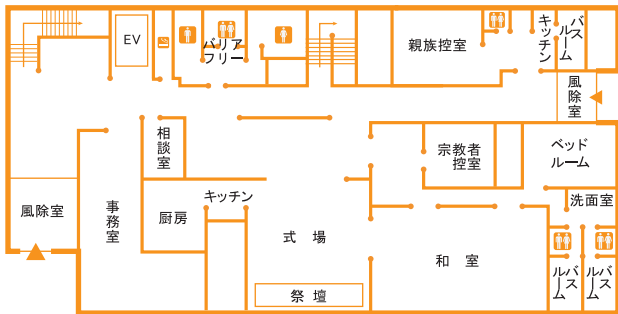 EV
バリア
フリー
親族控室
キッチン
バス
ルーム
風除室
相談室
宗教者
控室
ベッド
ルーム
風除室
事務室
厨房
キッチン
式場
和室
洗面室
祭壇
バス
ルーム
バス
ルーム